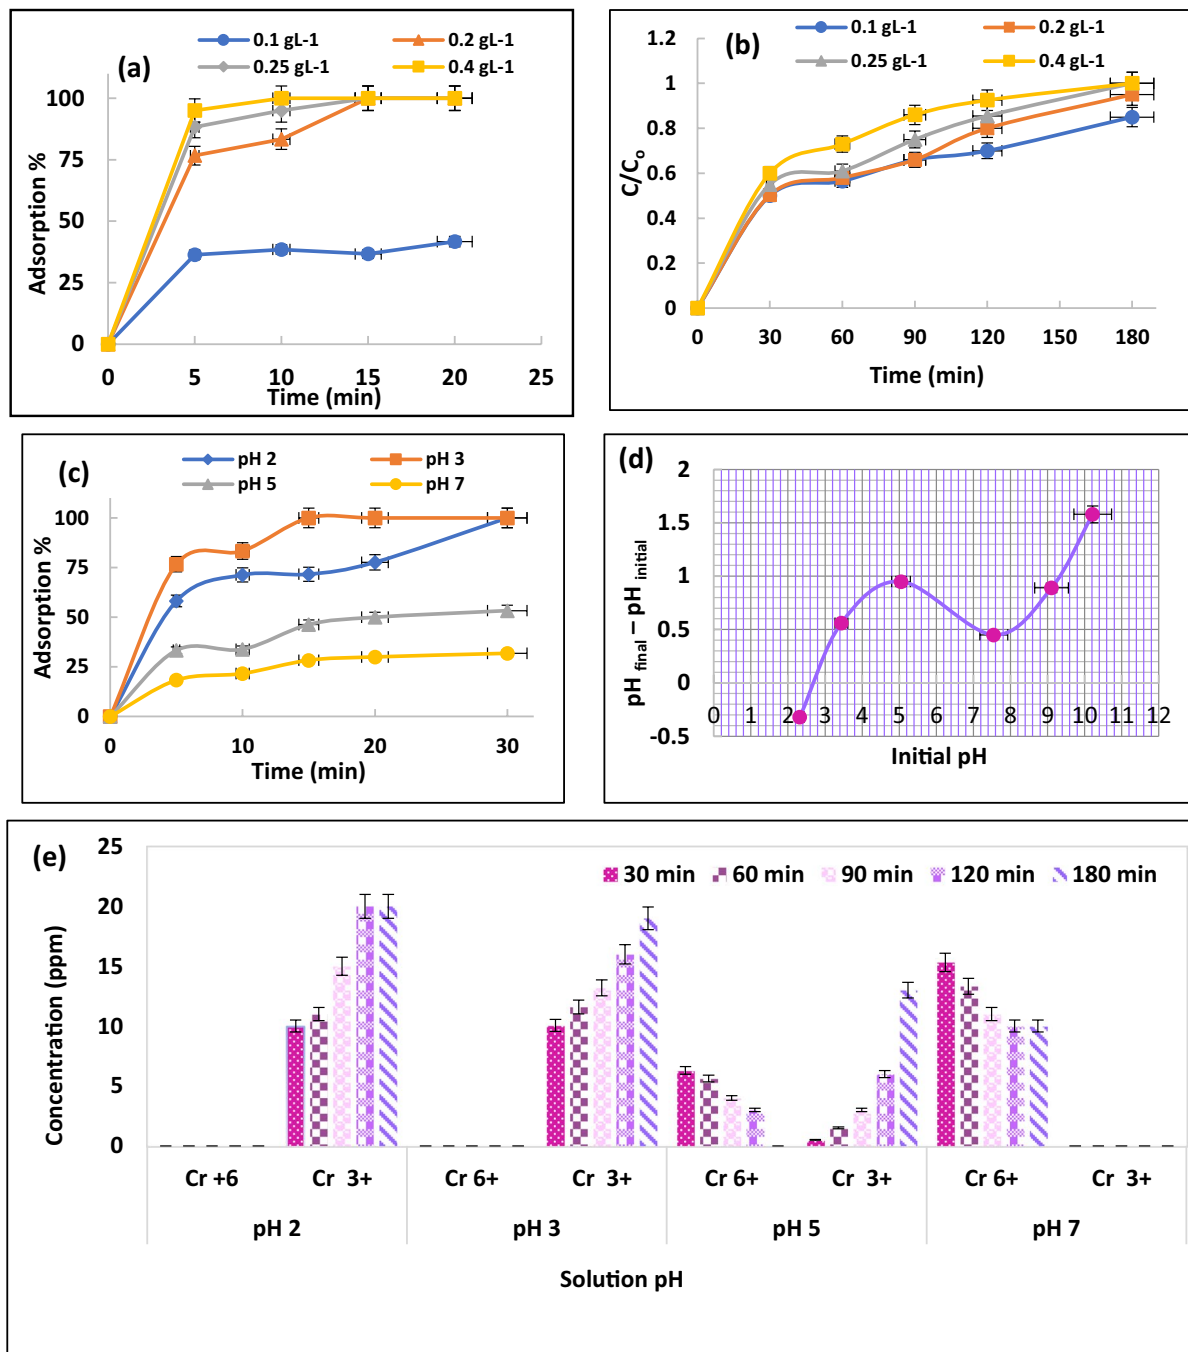 (a)
0.1 gL-1
0.2 gL-1
0.25 gL-1
0.4 gL-1
Adsorption %
100
75
50
25
0
0 5 10 15 20 25
Time (min)
(b)
0.1 gL-1
0.2 gL-1
0.25 gL-1
0.4 gL-1
C/Co
1.2
1
0.8
0.6
0.4
0.2
0
0 30 60 90 120 150 180
Time (min)
(c)
pH 2
pH 3
pH 5
pH 7
Adsorption %
100
75
50
25
0
0 10 20 30
Time (min)
(d)
pH final – pH initial
2
1.5
1
0.5
0
-0.5
0 1 2 3 4 5 6 7 8 9 10 11 12
Initial pH
(e)
30 min 60 min 90 min 120 min 180 min
Concentration (ppm)
25
20
15
10
5
0
Cr +6 Cr 3+ Cr 6+ Cr 3+ Cr 6+ Cr 3+ Cr 6+ Cr 3+
pH 2 pH 3 pH 5 pH 7
Solution pH